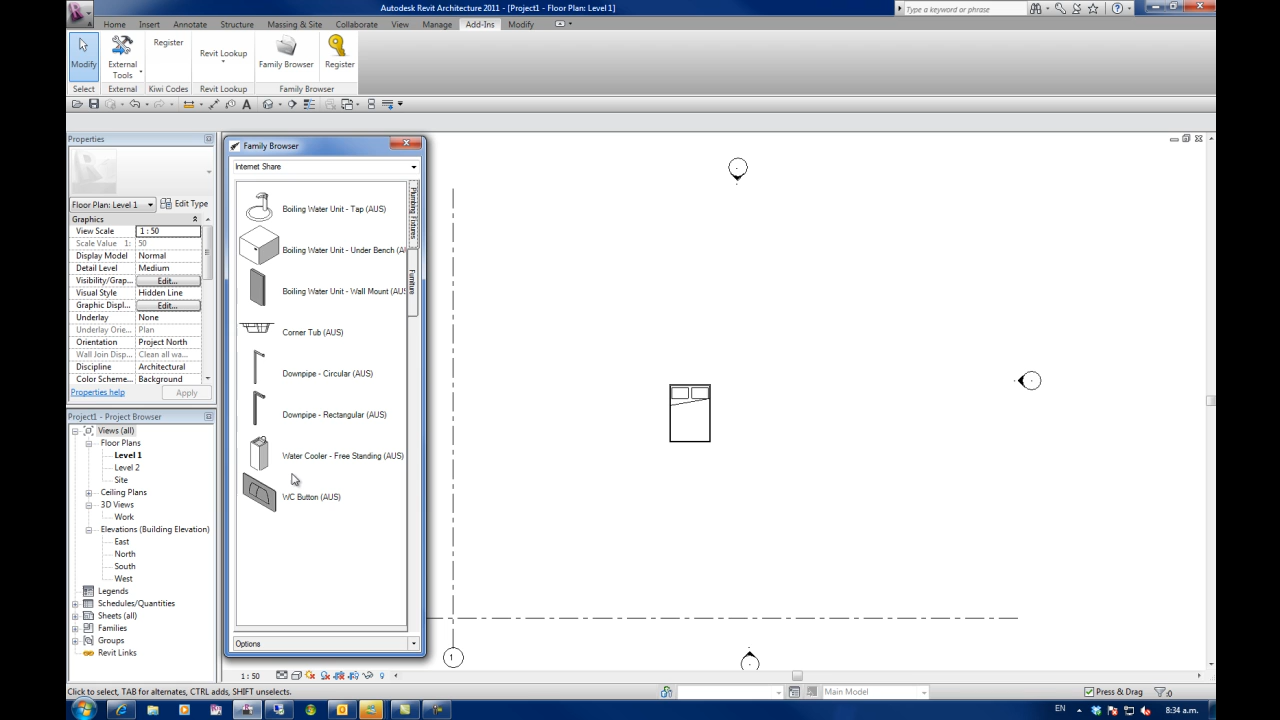 Autodesk Revit Architecture 2011 - [Project1 - Floor Plan: Level 1]
Type a keyword or phrase
Home Insert Annotate Structure Massing & Site Collaborate View Manage Add-Ins Modify
Modify External Tools Register Revit Lookup Family Browser Register
Select External Kiwi Codes Revit Lookup Family Browser
Properties
Floor Plan: Level 1 Edit Type
Graphics
View Scale 1 : 50
Scale Value 1: 50
Display Model Normal
Detail Level Medium
Visibility/Grap... Edit...
Visual Style Hidden Line
Graphic Displ... Edit...
Underlay None
Underlay Orie... Plan
Orientation Project North
Wall Join Disp... Clean all wa...
Discipline Architectural
Color Scheme... Background
Properties help Apply
Project1 - Project Browser
Views (all)
Floor Plans
Level 1
Level 2
Site
Ceiling Plans
3D Views
Work
Elevations (Building Elevation)
East
North
South
West
Legends
Schedules/Quantities
Sheets (all)
Families
Groups
Revit Links
Family Browser
Internet Share
Boiling Water Unit - Tap (AUS)
Boiling Water Unit - Under Bench (AU
Boiling Water Unit - Wall Mount (AUS
Corner Tub (AUS)
Downpipe - Circular (AUS)
Downpipe - Rectangular (AUS)
Water Cooler - Free Standing (AUS)
WC Button (AUS)
Plumbing Fixtures
Furniture
Options
1
1 : 50
Click to select, TAB for alternates, CTRL adds, SHIFT unselects.
Main Model
Press & Drag
:0
EN
8:34 a.m.